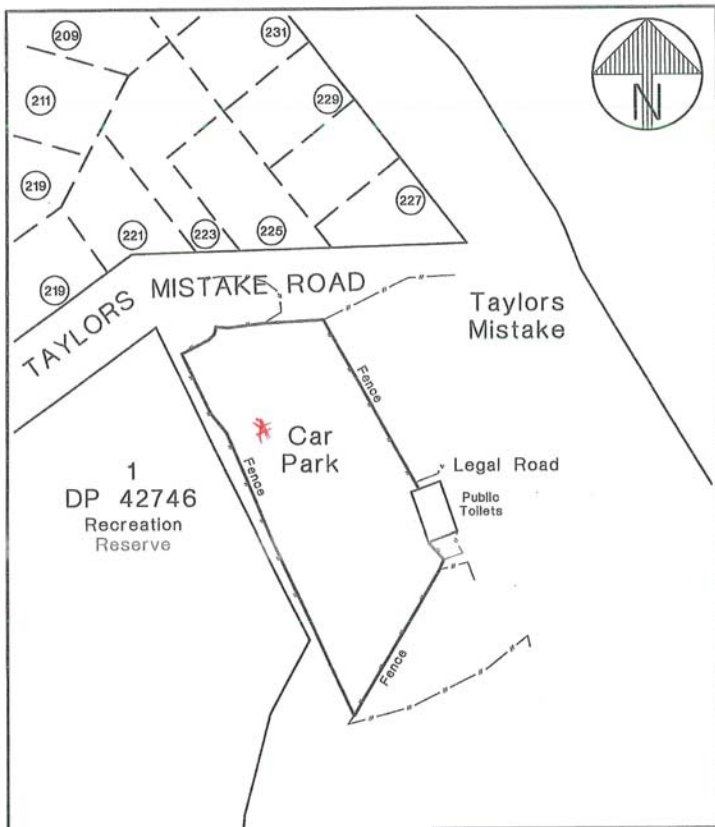 209
231
211
229
219
227
221
223
225
219
N
TAYLORS MISTAKE ROAD
Taylors
Mistake
Fence
Car
Park
Fence
Legal Road
Public
Toilets
1
DP 42746
Recreation
Reserve
Fence